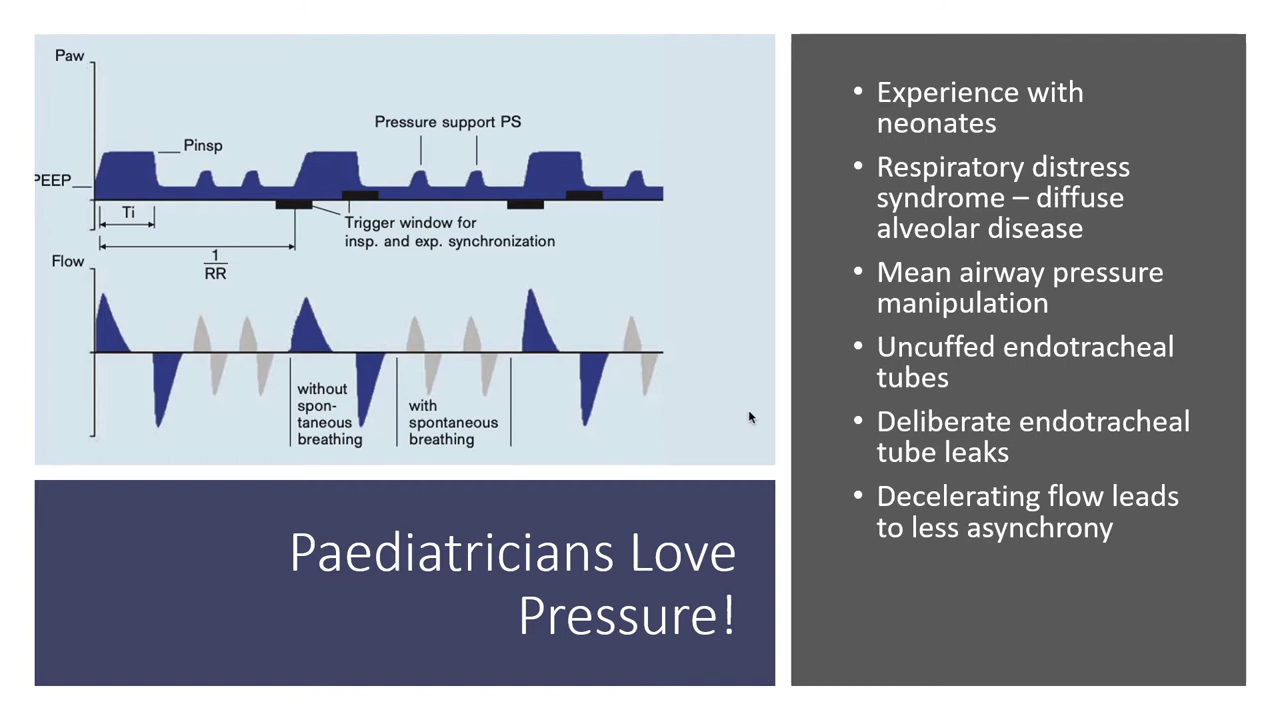 Paw
Pinsp
Pressure support PS
PEEP
Ti
Trigger window for
insp. and exp. synchronization
1
RR
Flow
without
spon-
taneous
breathing
with
spontaneous
breathing
Paediatricians Love
Pressure!
• Experience with
neonates
• Respiratory distress
syndrome – diffuse
alveolar disease
• Mean airway pressure
manipulation
• Uncuffed endotracheal
tubes
• Deliberate endotracheal
tube leaks
• Decelerating flow leads
to less asynchrony